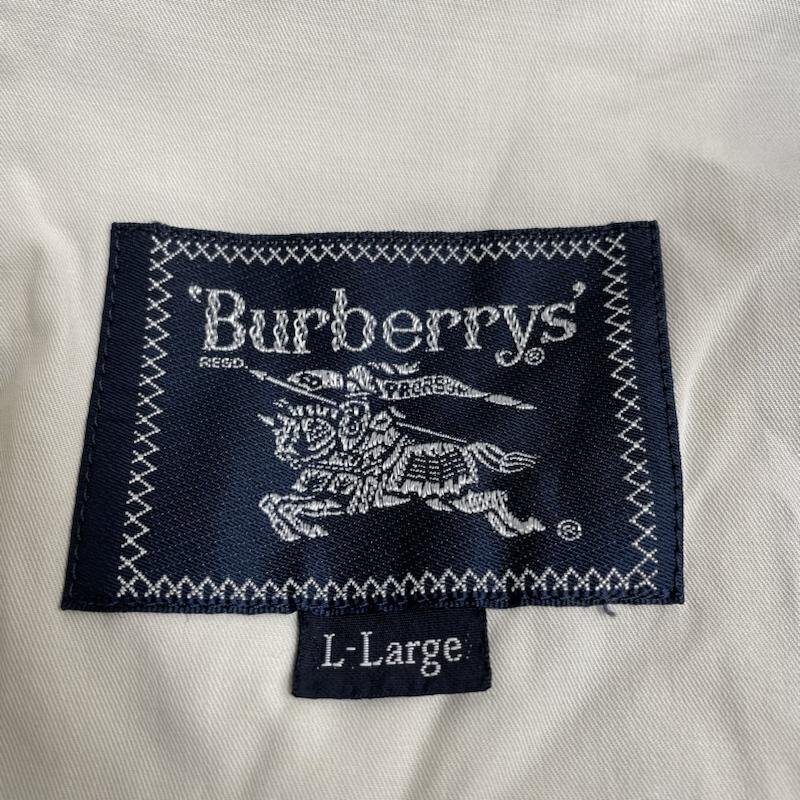 'Burberrys'®
REGD.
PRORSUM
®
L-Large